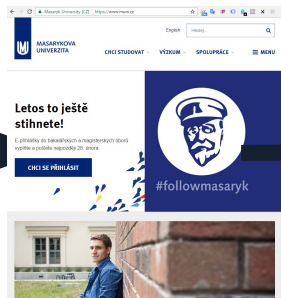 Masaryk University [CZ] | https://www.muni.cz
English
Hledej...
MASARYKOVA
UNIVERZITA
CHCI STUDOVAT
VÝZKUM
SPOLUPRÁCE
MENU
Letos to ještě
stihnete!
E-přihlášky do bakalářských a magisterských oborů
vyplňte a pošlete nejpozději 28. února.
CHCI SE PŘIHLÁSIT
#followmasaryk